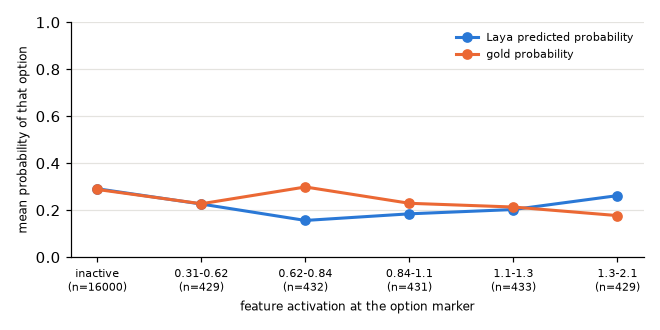 1.0
0.8
0.6
0.4
0.2
0.0
mean probability of that option
Laya predicted probability
gold probability
inactive
(n=16000)
0.31-0.62
(n=429)
0.62-0.84
(n=432)
0.84-1.1
(n=431)
1.1-1.3
(n=433)
1.3-2.1
(n=429)
feature activation at the option marker